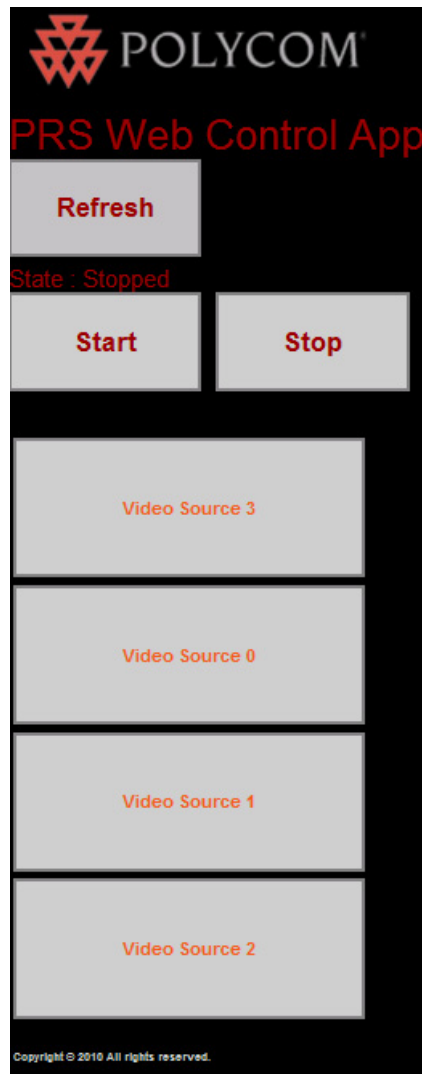 POLYCOM
PRS Web Control App
Refresh
State : Stopped
Start Stop
Video Source 3
Video Source 0
Video Source 1
Video Source 2
Copyright © 2010 All rights reserved.